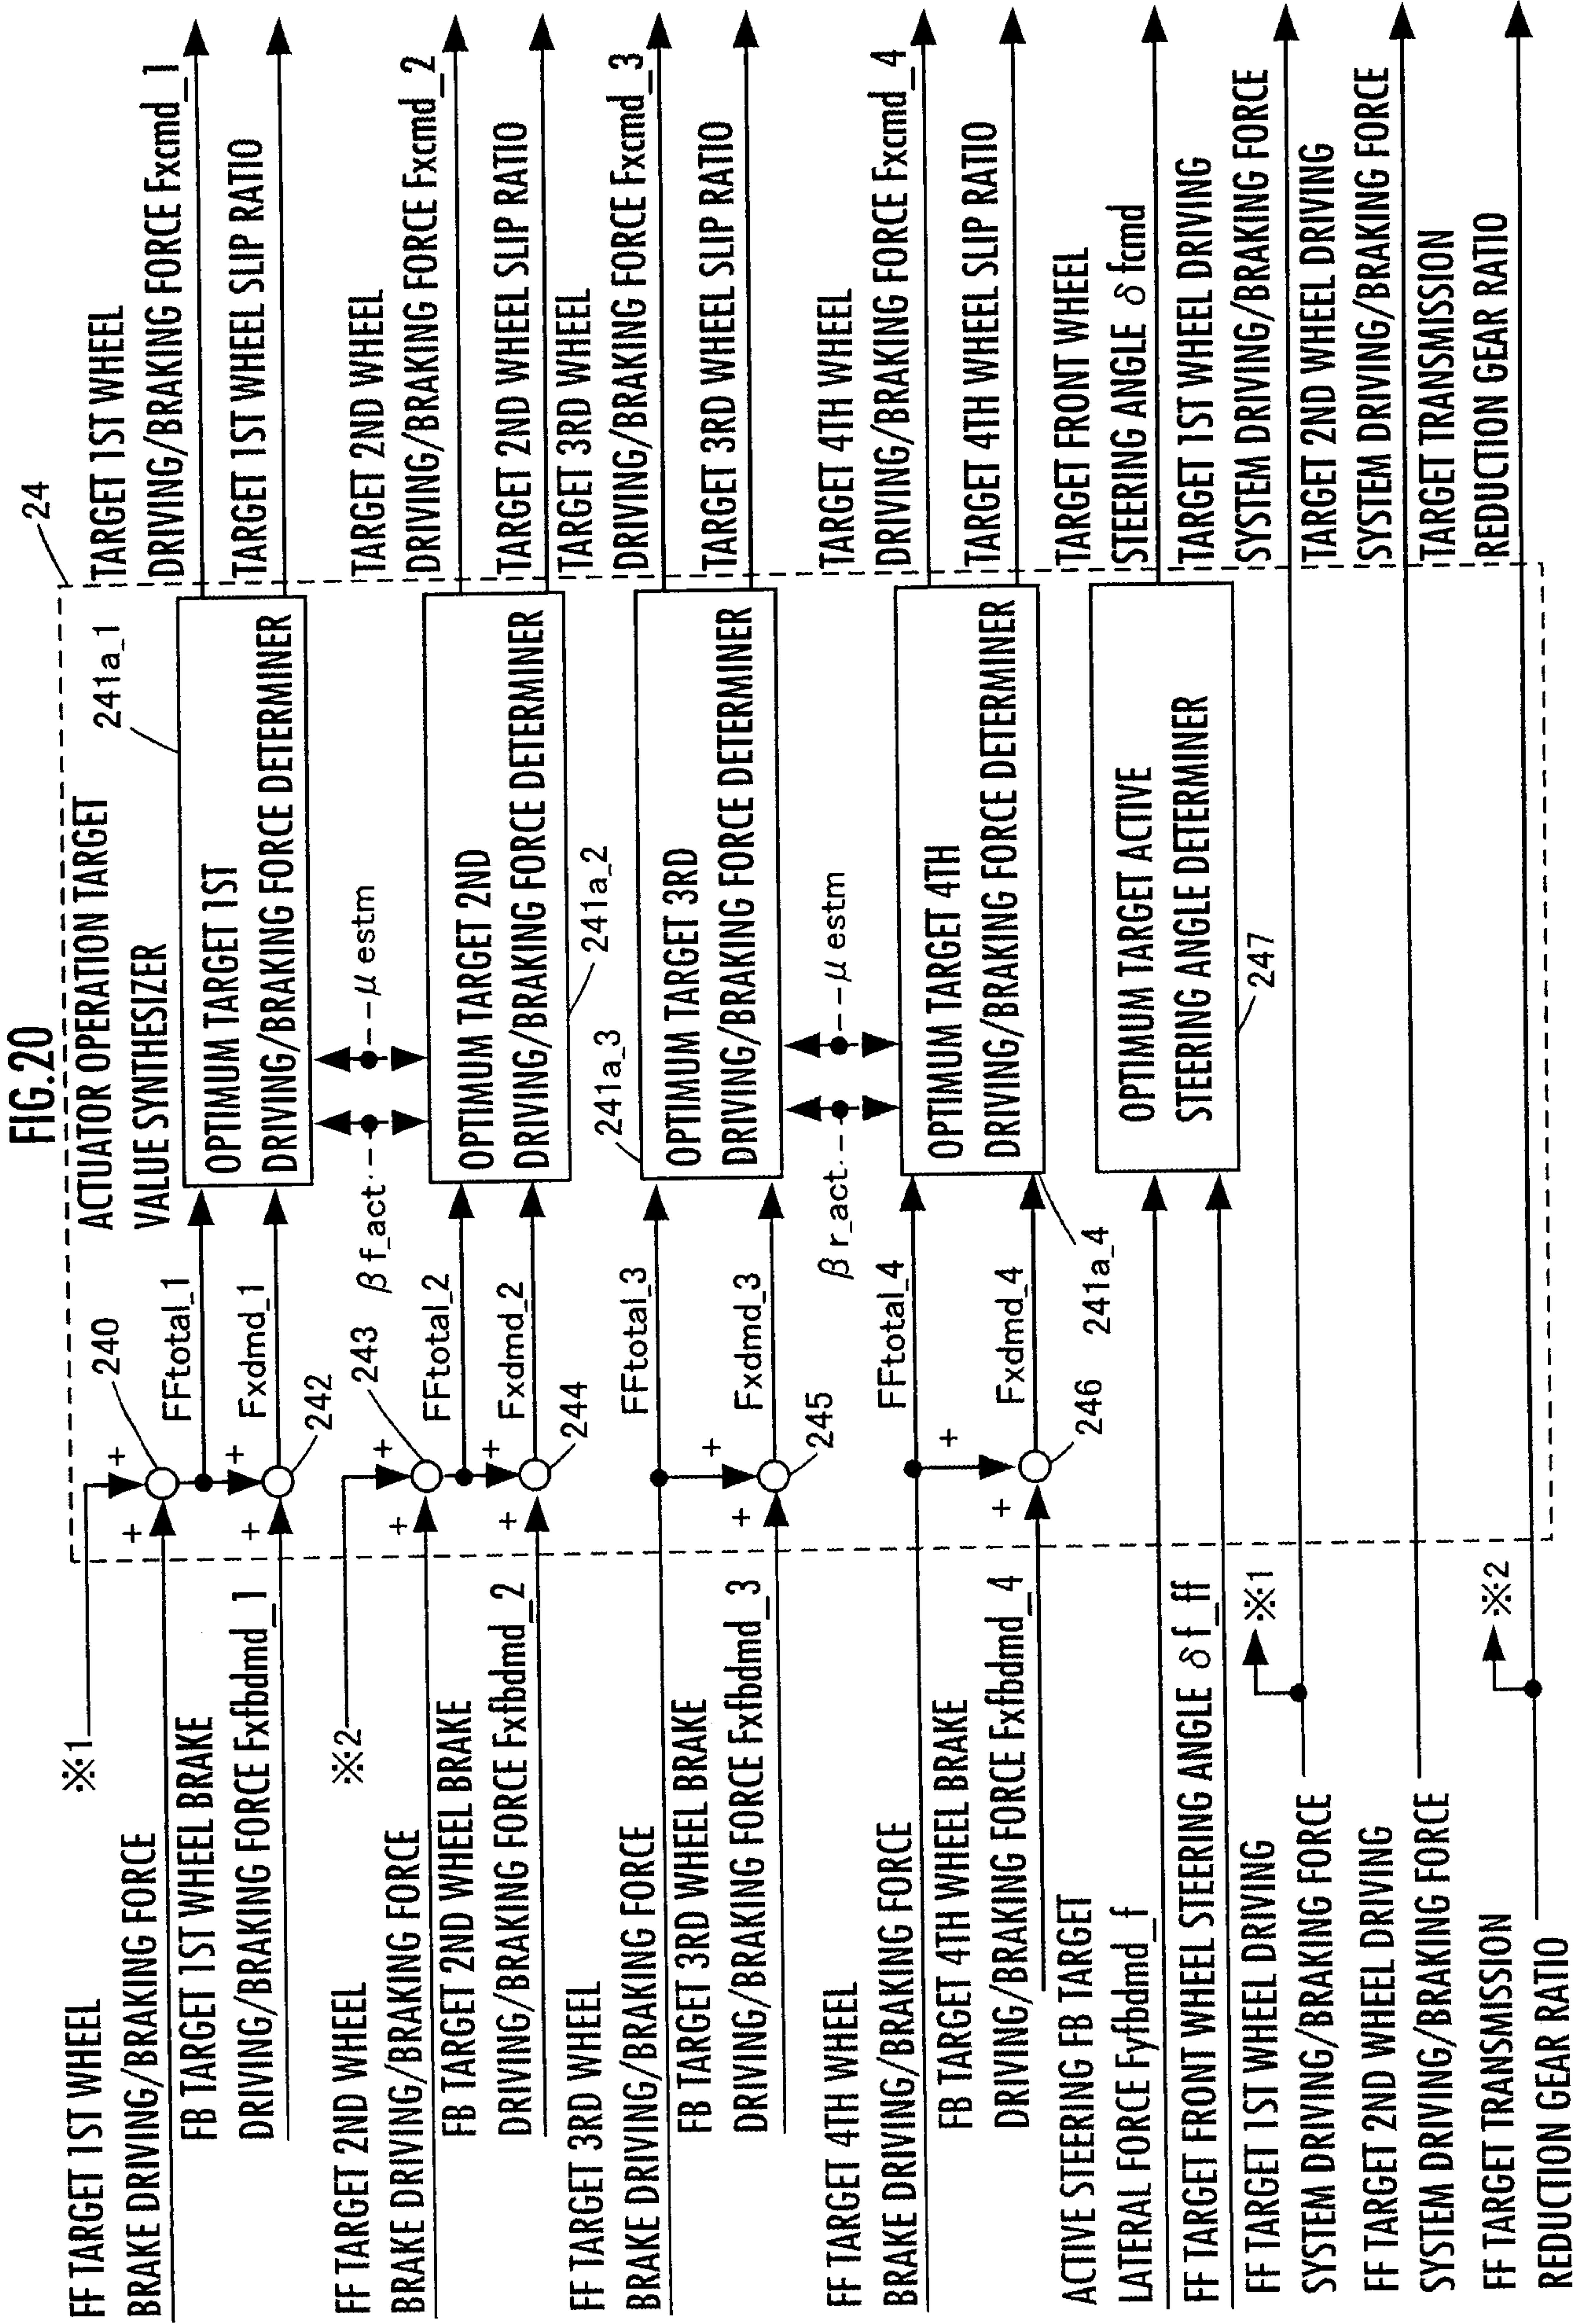 FIG.20
24
ACTUATOR OPERATION TARGET
VALUE SYNTHESIZER
※1
FF TARGET 1ST WHEEL
BRAKE DRIVING/BRAKING FORCE
FB TARGET 1ST WHEEL BRAKE
DRIVING/BRAKING FORCE Fxfbdmd_1
+
+
240
FFtotal_1
+
+
Fxdmd_1
242
241a_1
OPTIMUM TARGET 1ST
DRIVING/BRAKING FORCE DETERMINER
TARGET 1ST WHEEL
DRIVING/BRAKING FORCE Fxcmd_1
TARGET 1ST WHEEL SLIP RATIO
βf_act
μestm
※2
FF TARGET 2ND WHEEL
BRAKE DRIVING/BRAKING FORCE
FB TARGET 2ND WHEEL BRAKE
DRIVING/BRAKING FORCE Fxfbdmd_2
+
+
243
FFtotal_2
+
+
Fxdmd_2
244
OPTIMUM TARGET 2ND
DRIVING/BRAKING FORCE DETERMINER
241a_2
TARGET 2ND WHEEL
DRIVING/BRAKING FORCE Fxcmd_2
TARGET 2ND WHEEL SLIP RATIO
FF TARGET 3RD WHEEL
BRAKE DRIVING/BRAKING FORCE
FB TARGET 3RD WHEEL BRAKE
DRIVING/BRAKING FORCE Fxfbdmd_3
FFtotal_3
+
+
Fxdmd_3
245
241a_3
OPTIMUM TARGET 3RD
DRIVING/BRAKING FORCE DETERMINER
TARGET 3RD WHEEL
DRIVING/BRAKING FORCE Fxcmd_3
TARGET 3RD WHEEL SLIP RATIO
βr_act
μestm
FF TARGET 4TH WHEEL
BRAKE DRIVING/BRAKING FORCE
FB TARGET 4TH WHEEL BRAKE
DRIVING/BRAKING FORCE Fxfbdmd_4
FFtotal_4
+
+
Fxdmd_4
246
241a_4
OPTIMUM TARGET 4TH
DRIVING/BRAKING FORCE DETERMINER
TARGET 4TH WHEEL
DRIVING/BRAKING FORCE Fxcmd_4
TARGET 4TH WHEEL SLIP RATIO
ACTIVE STEERING FB TARGET
LATERAL FORCE Fyfbdmd_f
FF TARGET FRONT WHEEL STEERING ANGLE δf_ff
OPTIMUM TARGET ACTIVE
STEERING ANGLE DETERMINER
247
TARGET FRONT WHEEL
STEERING ANGLE δfcmd
FF TARGET 1ST WHEEL DRIVING
SYSTEM DRIVING/BRAKING FORCE
※1
TARGET 1ST WHEEL DRIVING
SYSTEM DRIVING/BRAKING FORCE
FF TARGET 2ND WHEEL DRIVING
SYSTEM DRIVING/BRAKING FORCE
TARGET 2ND WHEEL DRIVING
SYSTEM DRIVING/BRAKING FORCE
FF TARGET TRANSMISSION
REDUCTION GEAR RATIO
※2
TARGET TRANSMISSION
REDUCTION GEAR RATIO